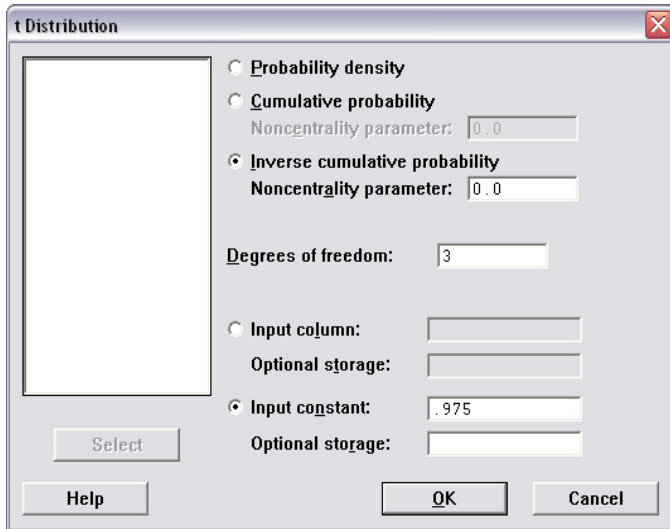 t Distribution
Probability density
Cumulative probability
Noncentrality parameter: 0.0
Inverse cumulative probability
Noncentrality parameter: 0.0
Degrees of freedom: 3
Input column:
Optional storage:
Input constant: .975
Optional storage:
Select
Help OK Cancel